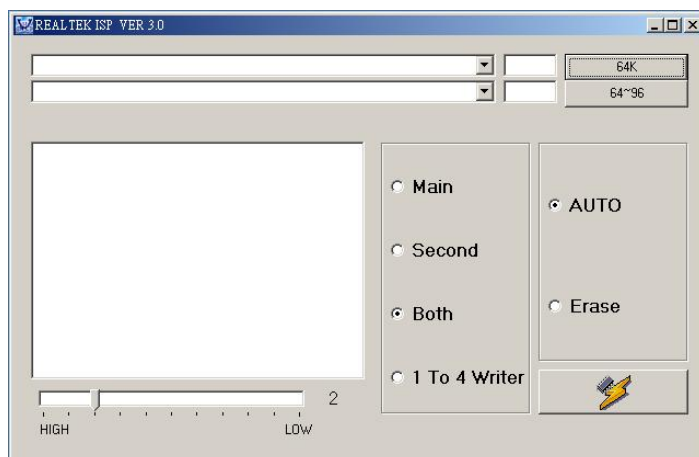 REALTEK ISP VER 3.0
64K
64~96
Main
AUTO
Second
Both
Erase
1 To 4 Writer
2
HIGH
LOW